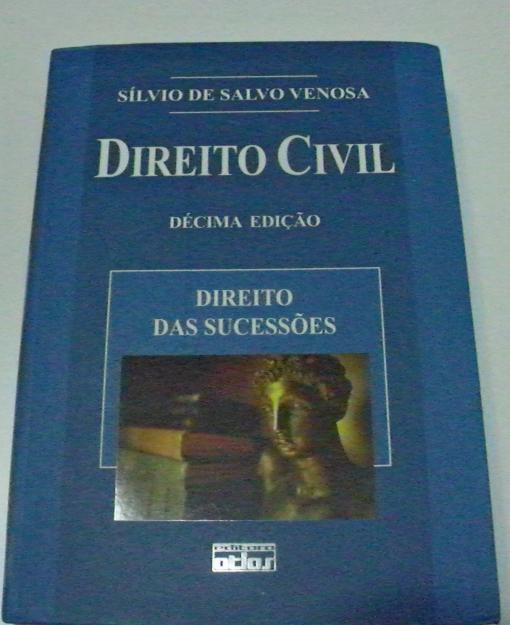 SÍLVIO DE SALVO VENOSA
DIREITO CIVIL
DÉCIMA EDIÇÃO
DIREITO
DAS SUCESSÕES
editora
atlas